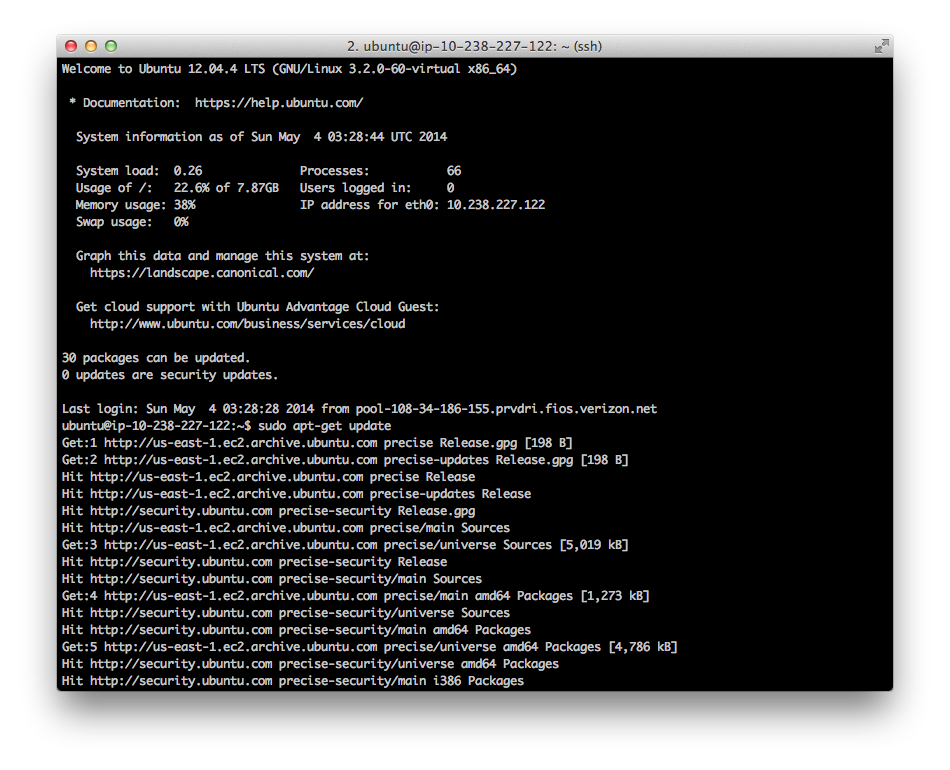 2. ubuntu@ip-10-238-227-122: ~ (ssh)
Welcome to Ubuntu 12.04.4 LTS (GNU/Linux 3.2.0-60-virtual x86_64)
 * Documentation:  https://help.ubuntu.com/
  System information as of Sun May  4 03:28:44 UTC 2014
  System load:  0.26              Processes:           66
  Usage of /:   22.6% of 7.87GB   Users logged in:     0
  Memory usage: 38%               IP address for eth0: 10.238.227.122
  Swap usage:   0%
  Graph this data and manage this system at:
    https://landscape.canonical.com/
  Get cloud support with Ubuntu Advantage Cloud Guest:
    http://www.ubuntu.com/business/services/cloud
30 packages can be updated.
0 updates are security updates.
Last login: Sun May  4 03:28:28 2014 from pool-108-34-186-155.prvdri.fios.verizon.net
ubuntu@ip-10-238-227-122:~$ sudo apt-get update
Get:1 http://us-east-1.ec2.archive.ubuntu.com precise Release.gpg [198 B]
Get:2 http://us-east-1.ec2.archive.ubuntu.com precise-updates Release.gpg [198 B]
Hit http://us-east-1.ec2.archive.ubuntu.com precise Release
Hit http://us-east-1.ec2.archive.ubuntu.com precise-updates Release
Hit http://security.ubuntu.com precise-security Release.gpg
Hit http://us-east-1.ec2.archive.ubuntu.com precise/main Sources
Get:3 http://us-east-1.ec2.archive.ubuntu.com precise/universe Sources [5,019 kB]
Hit http://security.ubuntu.com precise-security Release
Hit http://security.ubuntu.com precise-security/main Sources
Get:4 http://us-east-1.ec2.archive.ubuntu.com precise/main amd64 Packages [1,273 kB]
Hit http://security.ubuntu.com precise-security/universe Sources
Hit http://security.ubuntu.com precise-security/main amd64 Packages
Get:5 http://us-east-1.ec2.archive.ubuntu.com precise/universe amd64 Packages [4,786 kB]
Hit http://security.ubuntu.com precise-security/universe amd64 Packages
Hit http://security.ubuntu.com precise-security/main i386 Packages